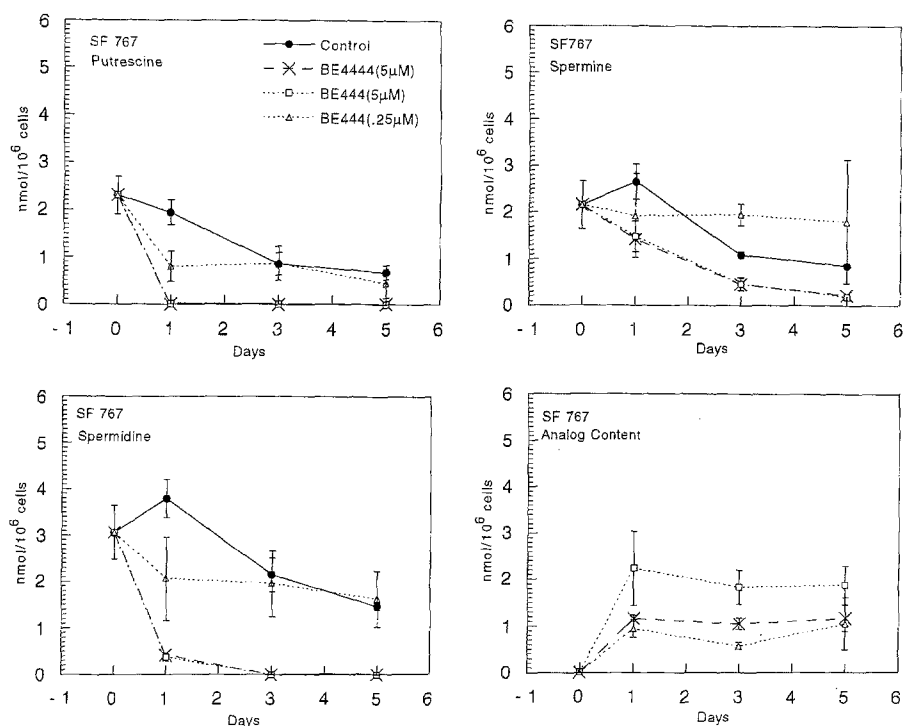 6
5
4
3
2
1
0
nmol/10⁶ cells
SF 767
Putrescine
Control
BE4444(5μM)
BE444(5μM)
BE444(.25μM)
-1 0 1 2 3 4 5 6
Days
6
5
4
3
2
1
0
nmol/10⁶ cells
SF767
Spermine
-1 0 1 2 3 4 5 6
Days
6
5
4
3
2
1
0
nmol/10⁶ cells
SF 767
Spermidine
-1 0 1 2 3 4 5 6
Days
6
5
4
3
2
1
0
nmol/10⁶ cells
SF 767
Analog Content
-1 0 1 2 3 4 5 6
Days